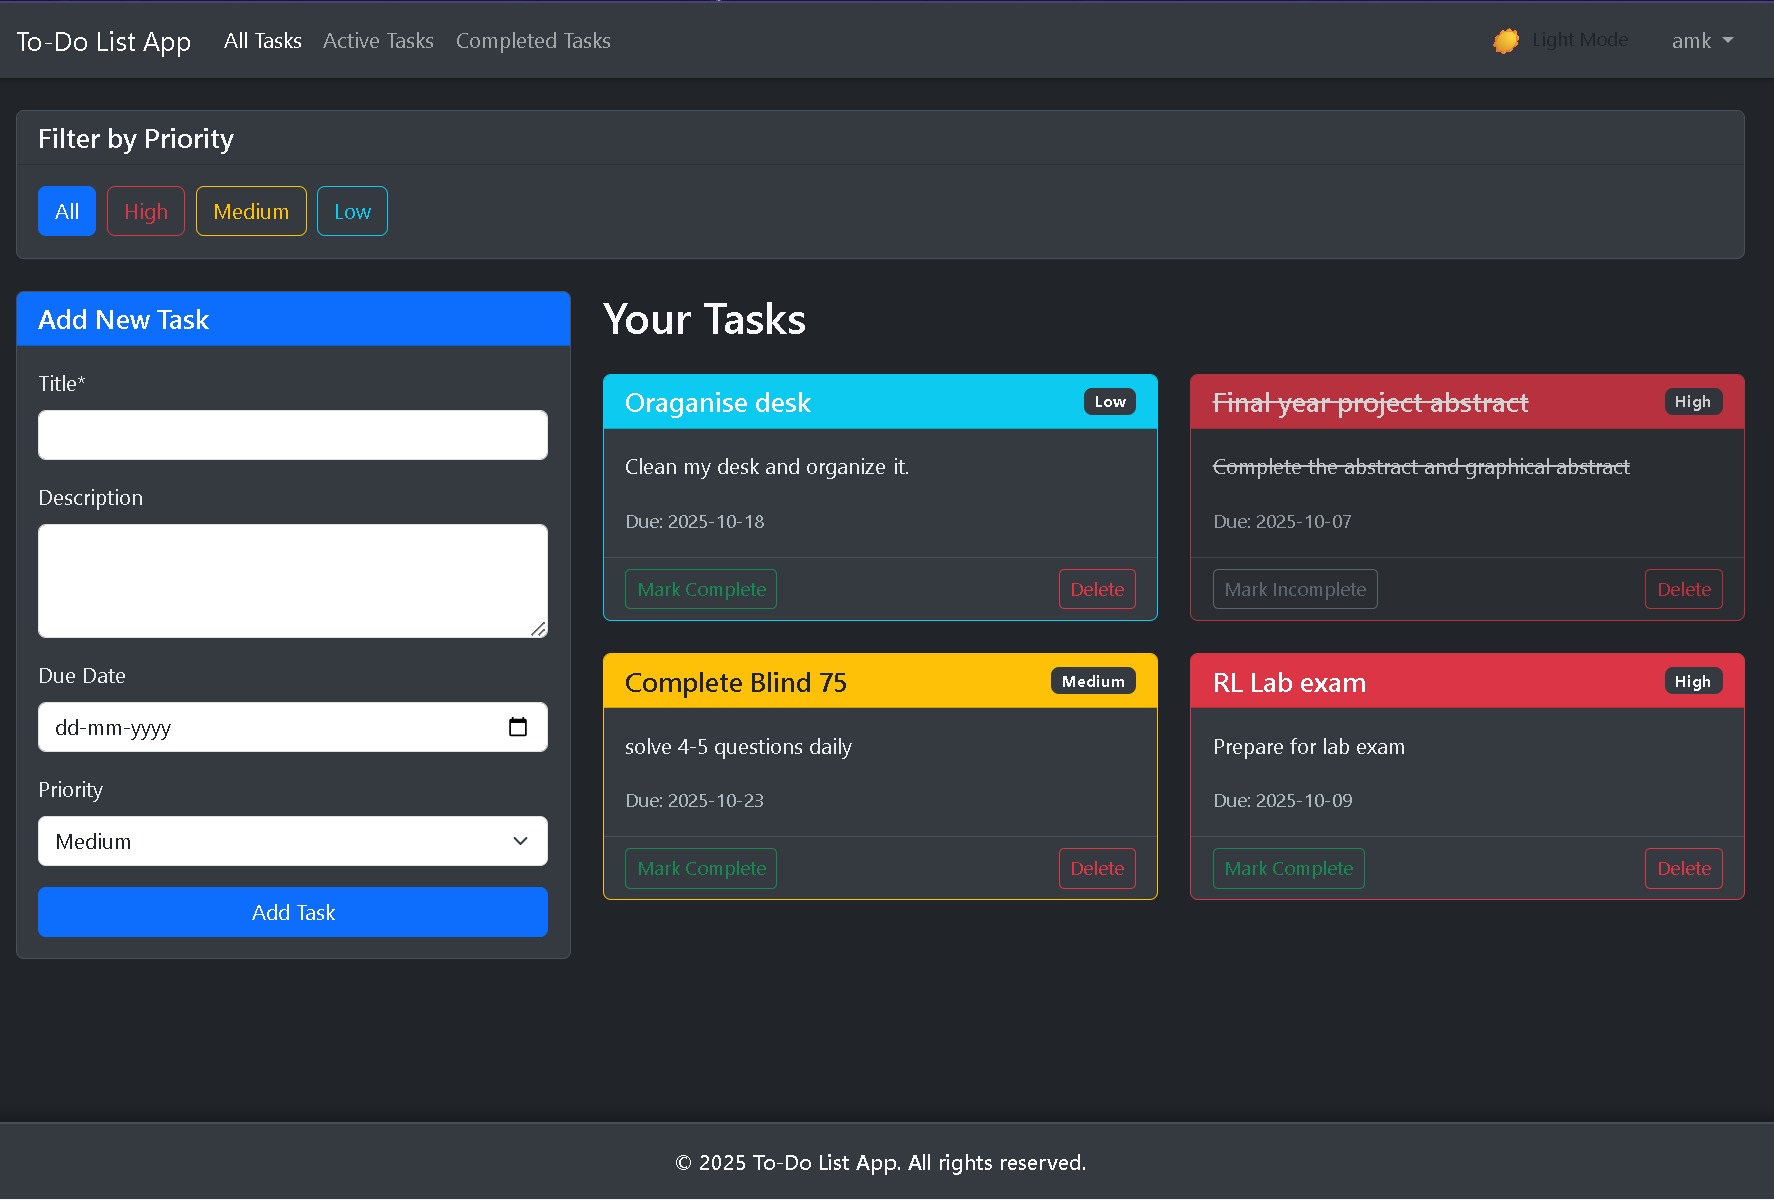 To-Do List App All Tasks Active Tasks Completed Tasks Light Mode amk
Filter by Priority
All High Medium Low
Add New Task
Title*
Description
Due Date
dd-mm-yyyy
Priority
Medium
Add Task
Your Tasks
Oraganise desk Low
Clean my desk and organize it.
Due: 2025-10-18
Mark Complete Delete
Final year project abstract High
Complete the abstract and graphical abstract
Due: 2025-10-07
Mark Incomplete Delete
Complete Blind 75 Medium
solve 4-5 questions daily
Due: 2025-10-23
Mark Complete Delete
RL Lab exam High
Prepare for lab exam
Due: 2025-10-09
Mark Complete Delete
© 2025 To-Do List App. All rights reserved.